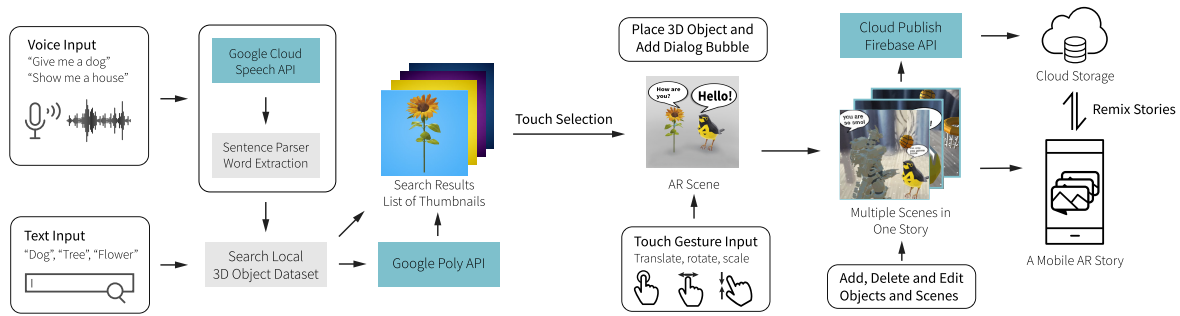 Voice Input
“Give me a dog”
“Show me a house”
Google Cloud
Speech API
Sentence Parser
Word Extraction
Text Input
“Dog”, “Tree”, “Flower”
Search Local
3D Object Dataset
Search Results
List of Thumbnails
Google Poly API
Touch Selection
Place 3D Object and
Add Dialog Bubble
How are
you?
Hello!
AR Scene
Touch Gesture Input
Translate, rotate, scale
Cloud Publish
Firebase API
you are
so smol
Multiple Scenes in
One Story
Add, Delete and Edit
Objects and Scenes
Cloud Storage
Remix Stories
A Mobile AR Story